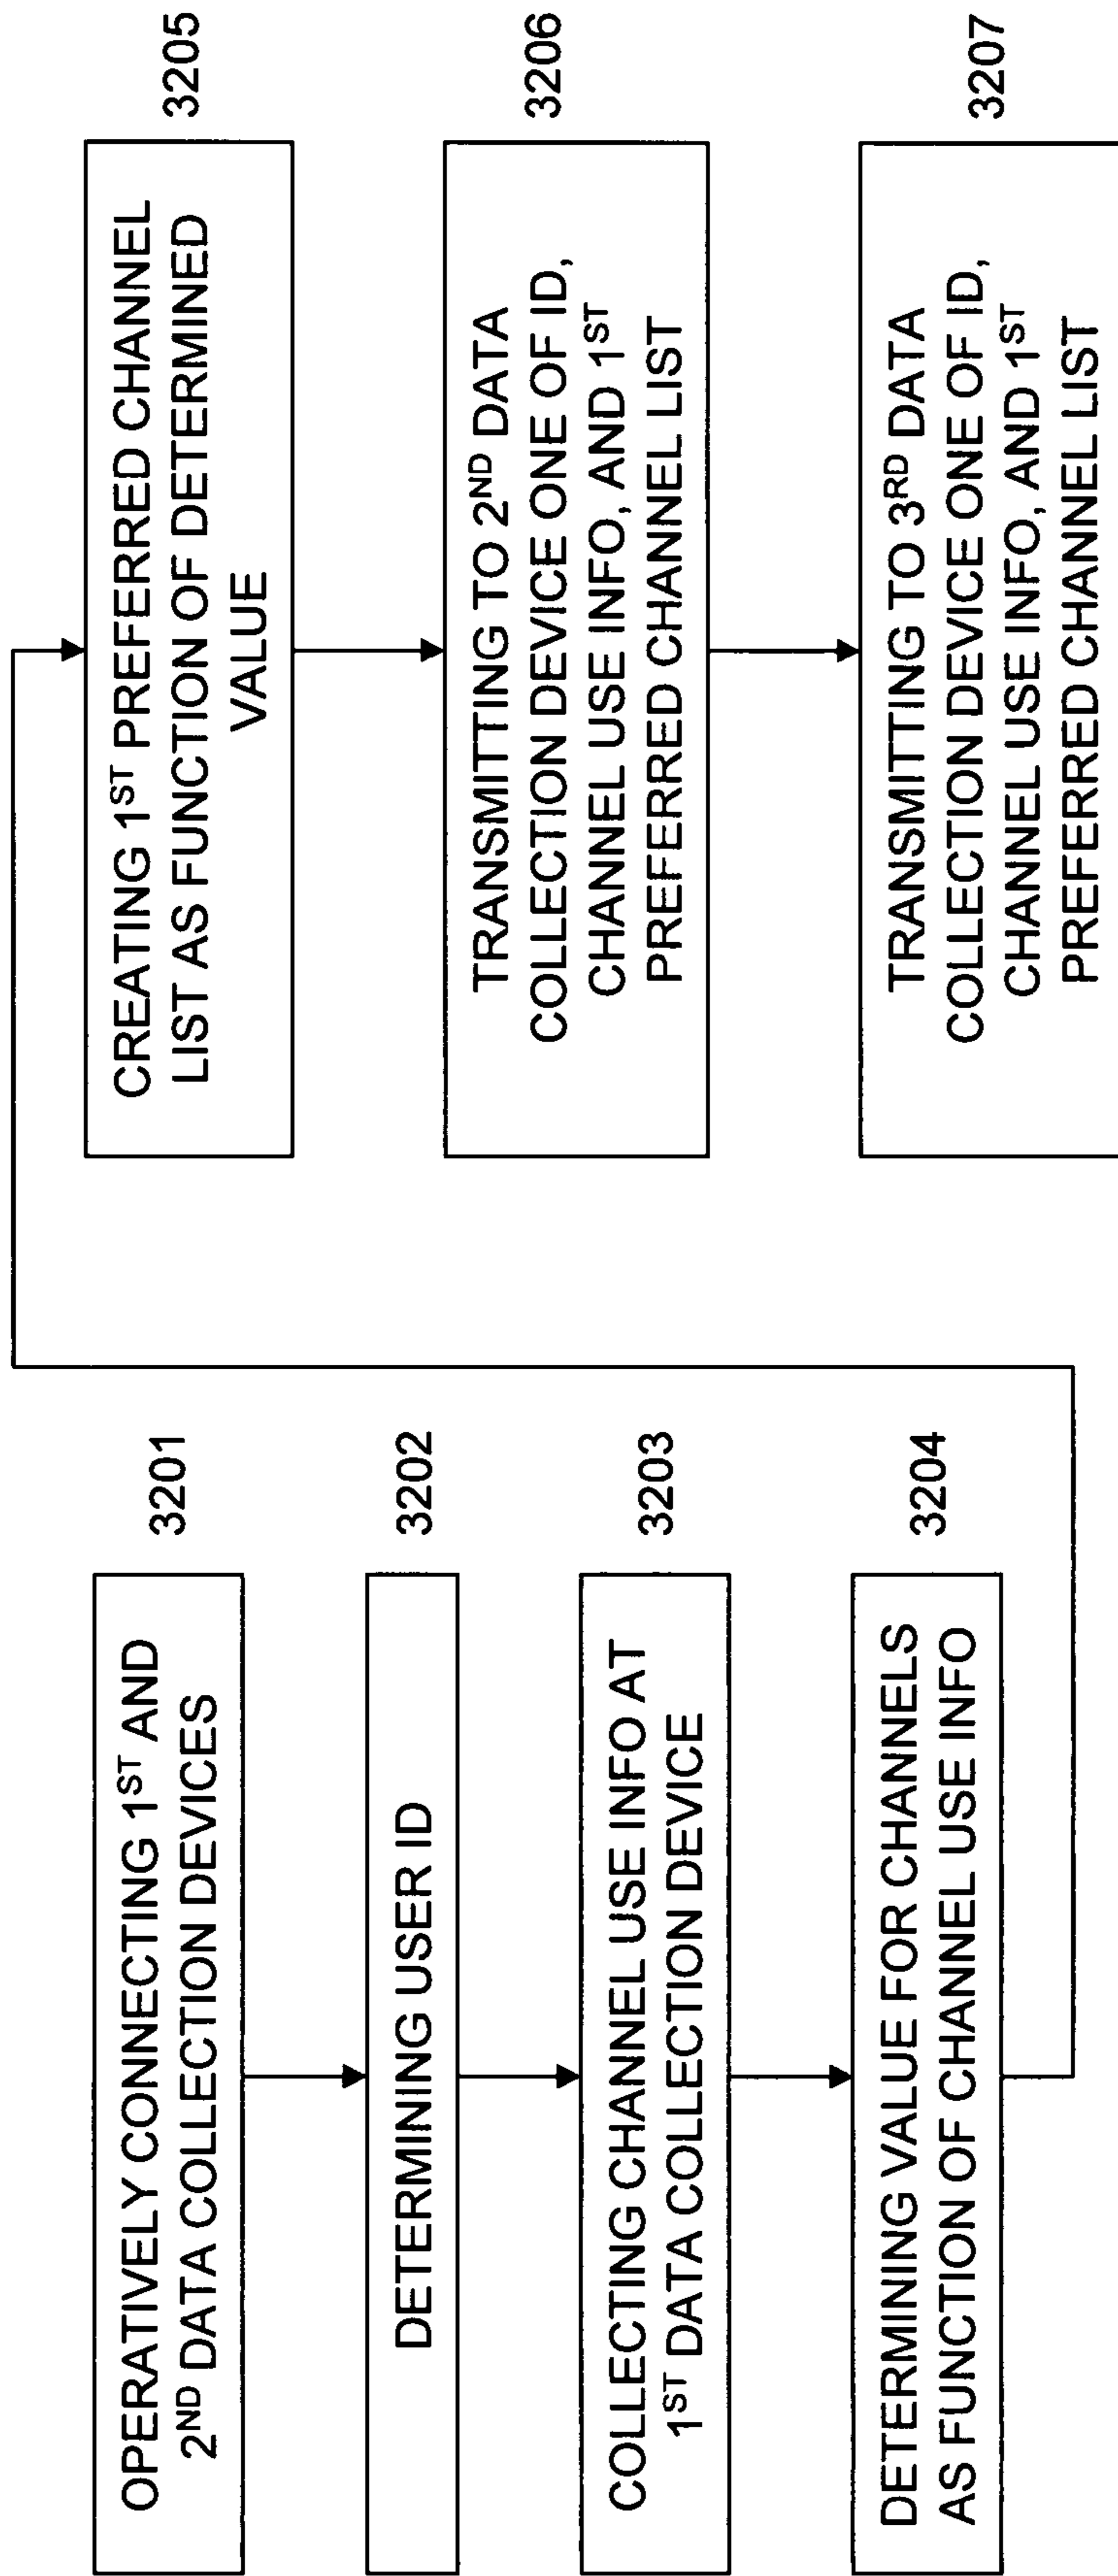 OPERATIVELY CONNECTING 1ST AND
2ND DATA COLLECTION DEVICES
3201
DETERMINING USER ID
3202
COLLECTING CHANNEL USE INFO AT
1ST DATA COLLECTION DEVICE
3203
DETERMINING VALUE FOR CHANNELS
AS FUNCTION OF CHANNEL USE INFO
3204
CREATING 1ST PREFERRED CHANNEL
LIST AS FUNCTION OF DETERMINED
VALUE
3205
TRANSMITTING TO 2ND DATA
COLLECTION DEVICE ONE OF ID,
CHANNEL USE INFO, AND 1ST
PREFERRED CHANNEL LIST
3206
TRANSMITTING TO 3RD DATA
COLLECTION DEVICE ONE OF ID,
CHANNEL USE INFO, AND 1ST
PREFERRED CHANNEL LIST
3207